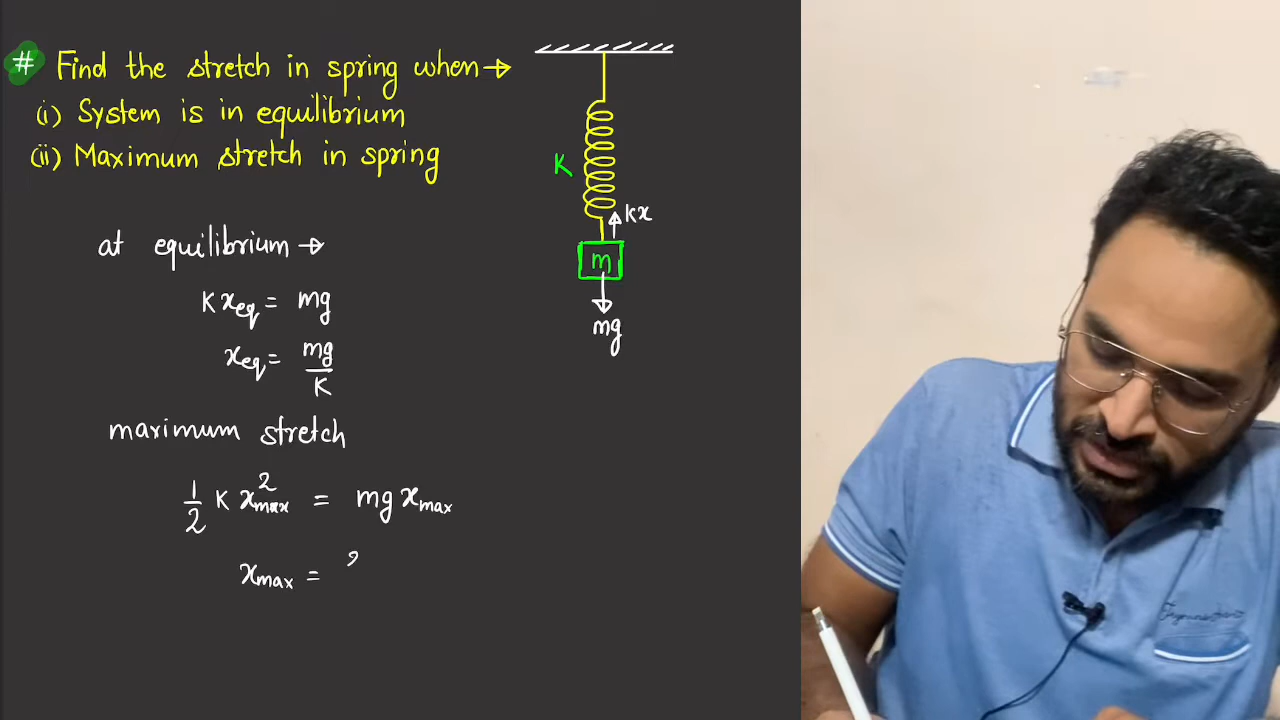 # Find the stretch in spring when →
(i) System is in equilibrium
(ii) Maximum stretch in spring
K
kx
m
mg
at equilibrium →
K x_eq = mg
x_eq = mg/K
maximum stretch
1/2 K x²_max = mg x_max
x_max = 2